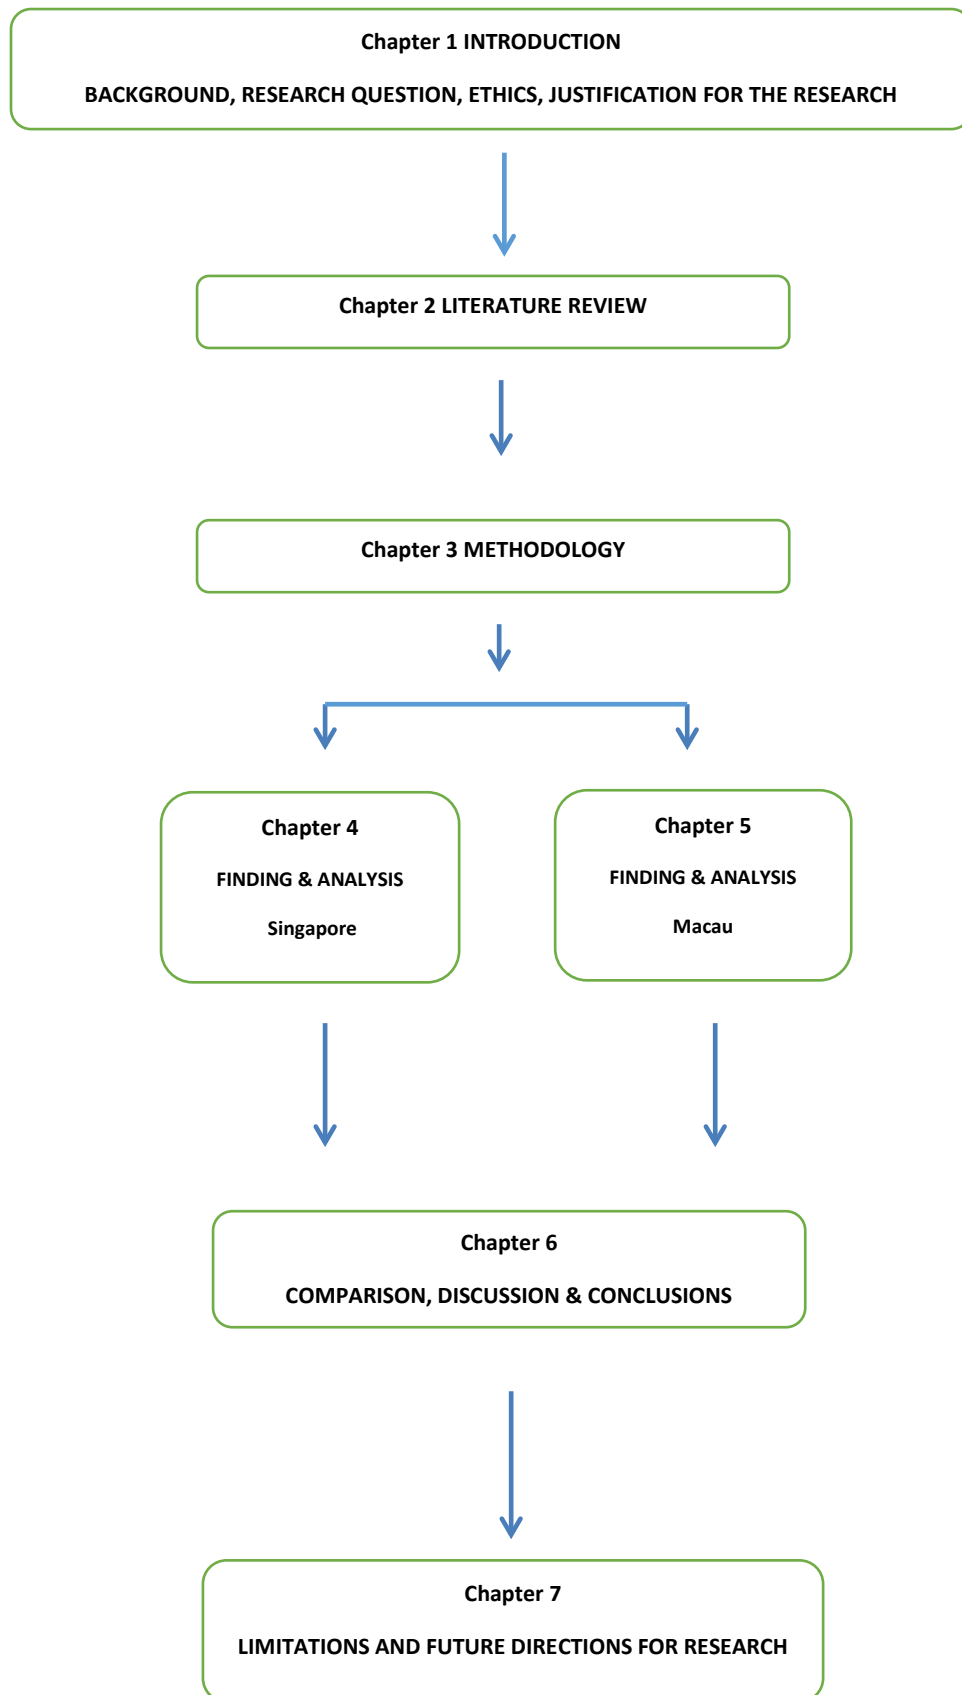 Chapter 1 INTRODUCTION
BACKGROUND, RESEARCH QUESTION, ETHICS, JUSTIFICATION FOR THE RESEARCH
Chapter 2 LITERATURE REVIEW
Chapter 3 METHODOLOGY
Chapter 4
FINDING & ANALYSIS
Singapore
Chapter 5
FINDING & ANALYSIS
Macau
Chapter 6
COMPARISON, DISCUSSION & CONCLUSIONS
Chapter 7
LIMITATIONS AND FUTURE DIRECTIONS FOR RESEARCH